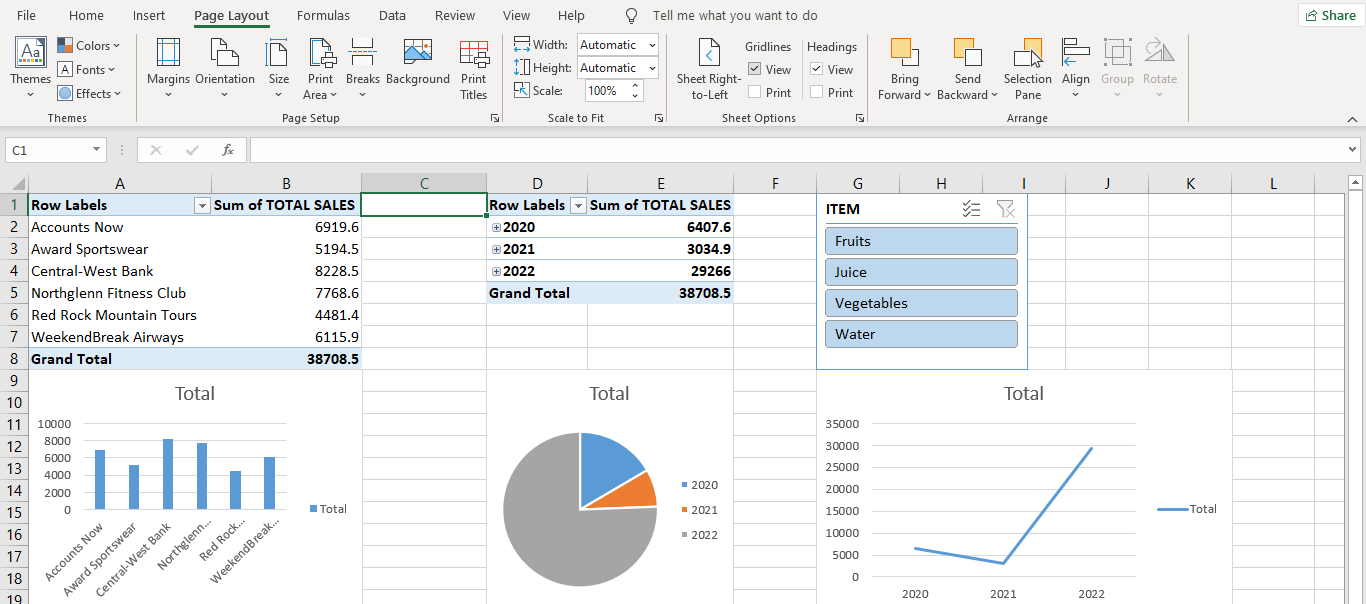 File Home Insert Page Layout Formulas Data Review View Help Tell me what you want to do Share
Themes
Colors
Fonts
Effects
Themes
Margins Orientation Size Print Area Breaks Background Print Titles
Page Setup
Width: Automatic
Height: Automatic
Scale: 100%
Scale to Fit
Sheet Right-to-Left
Gridlines Headings
View View
Print Print
Sheet Options
Bring Forward Send Backward Selection Pane Align Group Rotate
Arrange
C1 fx
A B C D E F G H I J K L
1 Row Labels Sum of TOTAL SALES Row Labels Sum of TOTAL SALES
2 Accounts Now 6919.6 2020 6407.6
3 Award Sportswear 5194.5 2021 3034.9
4 Central-West Bank 8228.5 2022 29266
5 Northglenn Fitness Club 7768.6 Grand Total 38708.5
6 Red Rock Mountain Tours 4481.4
7 WeekendBreak Airways 6115.9
8 Grand Total 38708.5
ITEM
Fruits
Juice
Vegetables
Water
9
10
11
12
13
14
15
16
17
18
19
Total
10000
8000
6000
4000
2000
0
Accounts Now
Award Sportswear
Central-West Bank
Northglenn...
Red Rock...
WeekendBreak...
Total
Total
2020
2021
2022
Total
35000
30000
25000
20000
15000
10000
5000
0
2020 2021 2022
Total